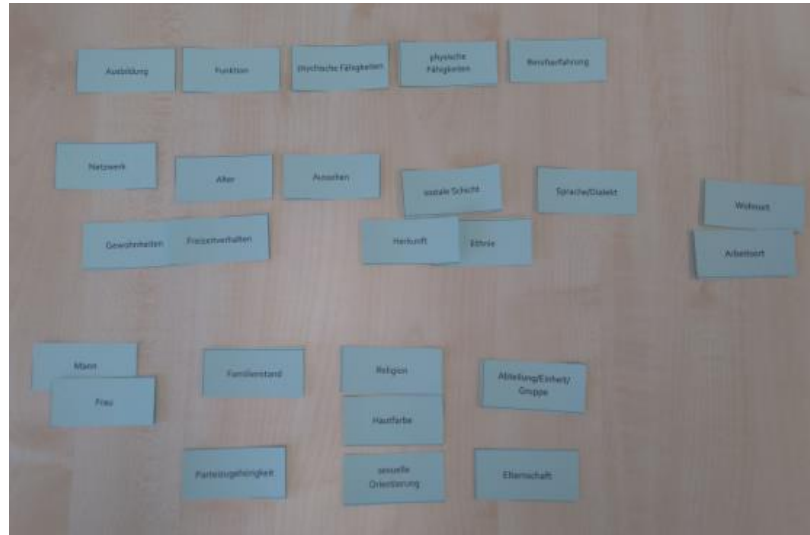 Ausbildung
Funktion
psychische Fähigkeiten
physische
Fähigkeiten
Berufserfahrung
Netzwerk
Alter
Aussehen
soziale Schicht
Sprache/Dialekt
Wohnort
Gewohnheiten
Freizeitverhalten
Herkunft
Ethnie
Arbeitsort
Mann
Frau
Familienstand
Religion
Abteilung/Einheit/
Gruppe
Hautfarbe
Parteizugehörigkeit
sexuelle
Orientierung
Elternschaft